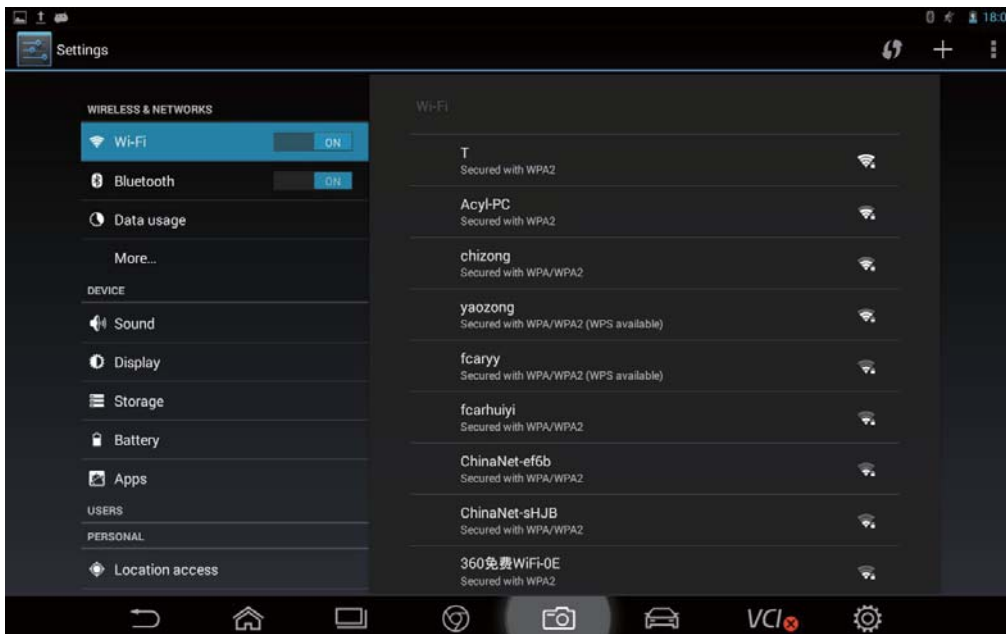 18:0
Settings
WIRELESS & NETWORKS
Wi-Fi
ON
Bluetooth
ON
Data usage
More...
DEVICE
Sound
Display
Storage
Battery
Apps
USERS
PERSONAL
Location access
Wi-Fi
T
Secured with WPA2
Acyl-PC
Secured with WPA2
chizong
Secured with WPA/WPA2
yaozong
Secured with WPA/WPA2 (WPS available)
fcaryy
Secured with WPA/WPA2 (WPS available)
fcarhuiyi
Secured with WPA/WPA2
ChinaNet-ef6b
Secured with WPA/WPA2
ChinaNet-sHJB
Secured with WPA/WPA2
360免费WiFi-0E
Secured with WPA2
VCI